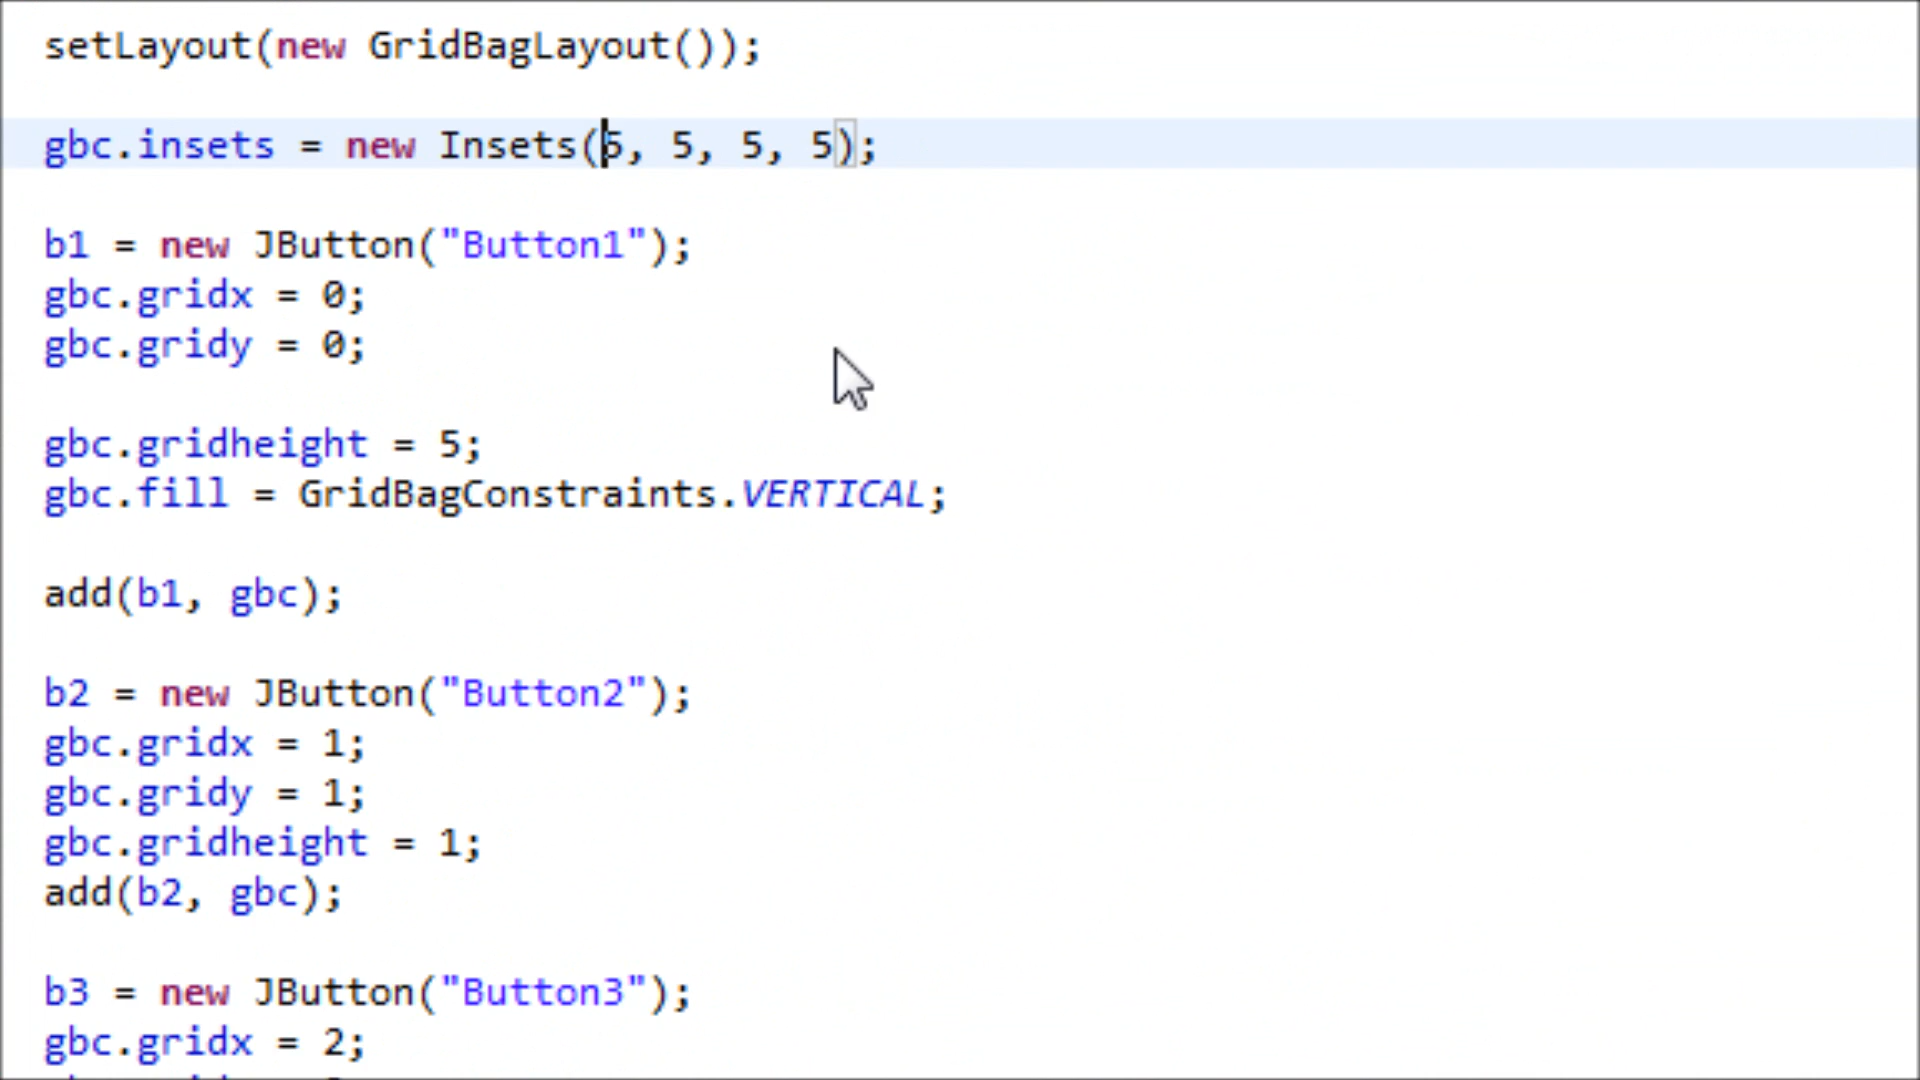 setLayout(new GridBagLayout());
gbc.insets = new Insets(5, 5, 5, 5);
b1 = new JButton("Button1");
gbc.gridx = 0;
gbc.gridy = 0;
gbc.gridheight = 5;
gbc.fill = GridBagConstraints.VERTICAL;
add(b1, gbc);
b2 = new JButton("Button2");
gbc.gridx = 1;
gbc.gridy = 1;
gbc.gridheight = 1;
add(b2, gbc);
b3 = new JButton("Button3");
gbc.gridx = 2;